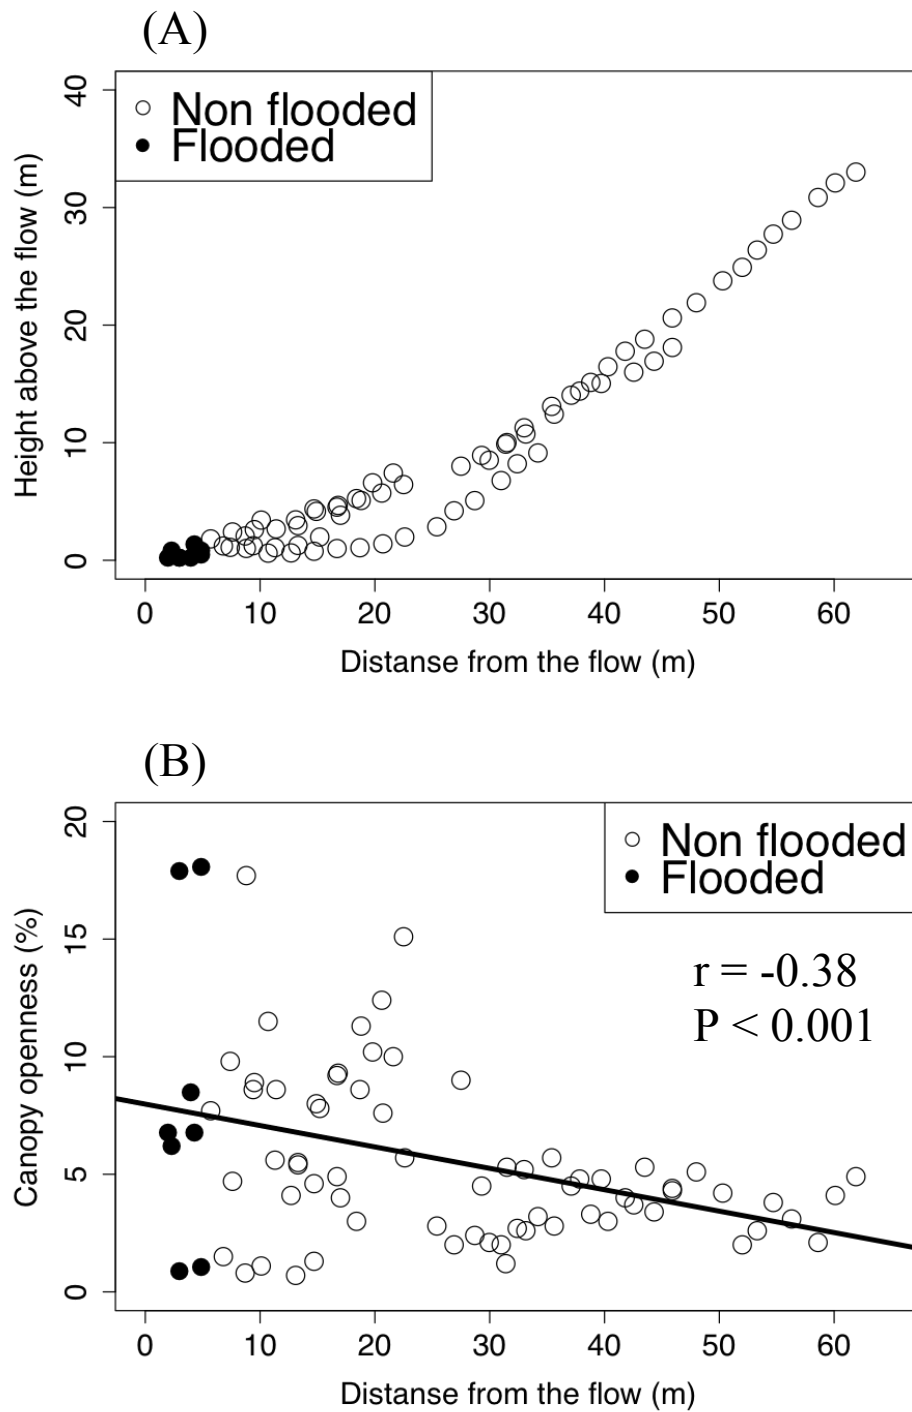 (A)
Non flooded
Flooded
Height above the flow (m)
40
30
20
10
0
0 10 20 30 40 50 60
Distanse from the flow (m)
(B)
Non flooded
Flooded
r = -0.38
P < 0.001
Canopy openness (%)
20
15
10
5
0
0 10 20 30 40 50 60
Distanse from the flow (m)